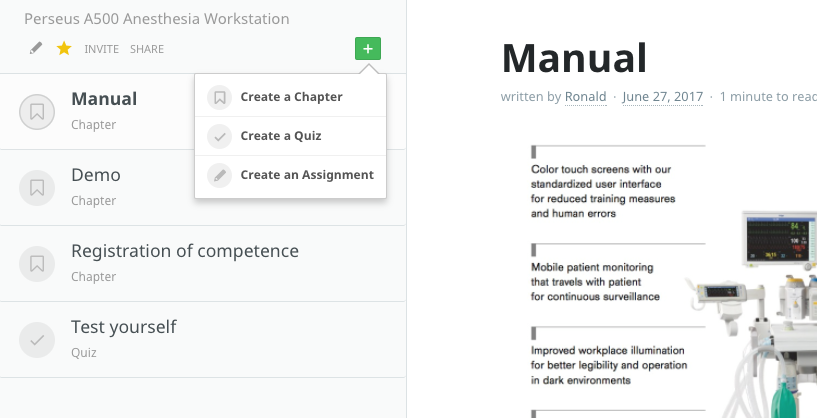 Perseus A500 Anesthesia Workstation
INVITE SHARE
+
Create a Chapter
Create a Quiz
Create an Assignment
Manual
Chapter
Demo
Chapter
Registration of competence
Chapter
Test yourself
Quiz
Manual
written by Ronald · June 27, 2017 · 1 minute to read
Color touch screens with our
standardized user interface
for reduced training measures
and human errors
Mobile patient monitoring
that travels with patient
for continuous surveillance
Improved workplace illumination
for better legibility and operation
in dark environments